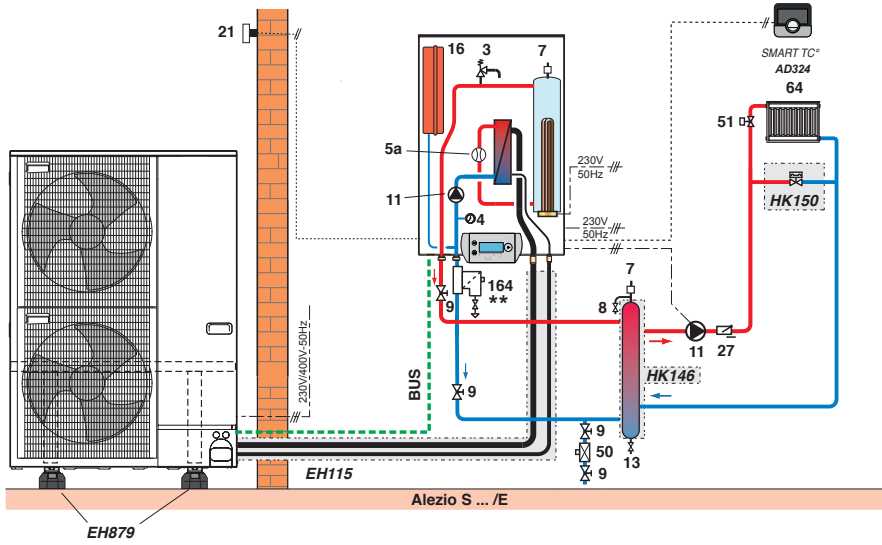 21
16
3
7
SMART TC°
AD324
64
51
5a
230V
50Hz
HK150
11
4
230V
50Hz
7
164
**
9
8
230V/400V-50Hz
BUS
11
27
9
HK146
9
50
13
EH115
9
Alezio S ... /E
EH879